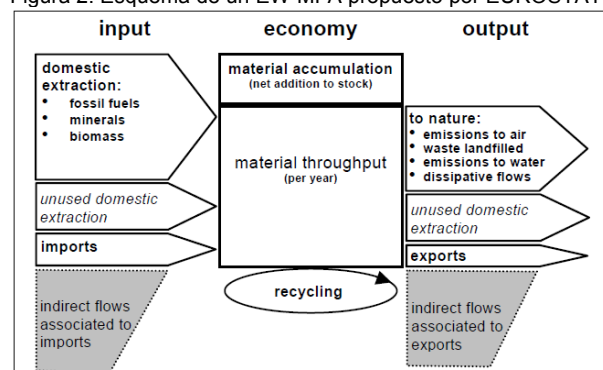 Figura 2. Esquema de un EW-MFA propuesto por EUROSTAT
input
economy
output
domestic
extraction:
• fossil fuels
• minerals
• biomass
unused domestic
extraction
imports
indirect flows
associated to
imports
material accumulation
(net addition to stock)
material throughput
(per year)
recycling
to nature:
• emissions to air
• waste landfilled
• emissions to water
• dissipative flows
unused domestic
extraction
exports
indirect flows
associated to
exports